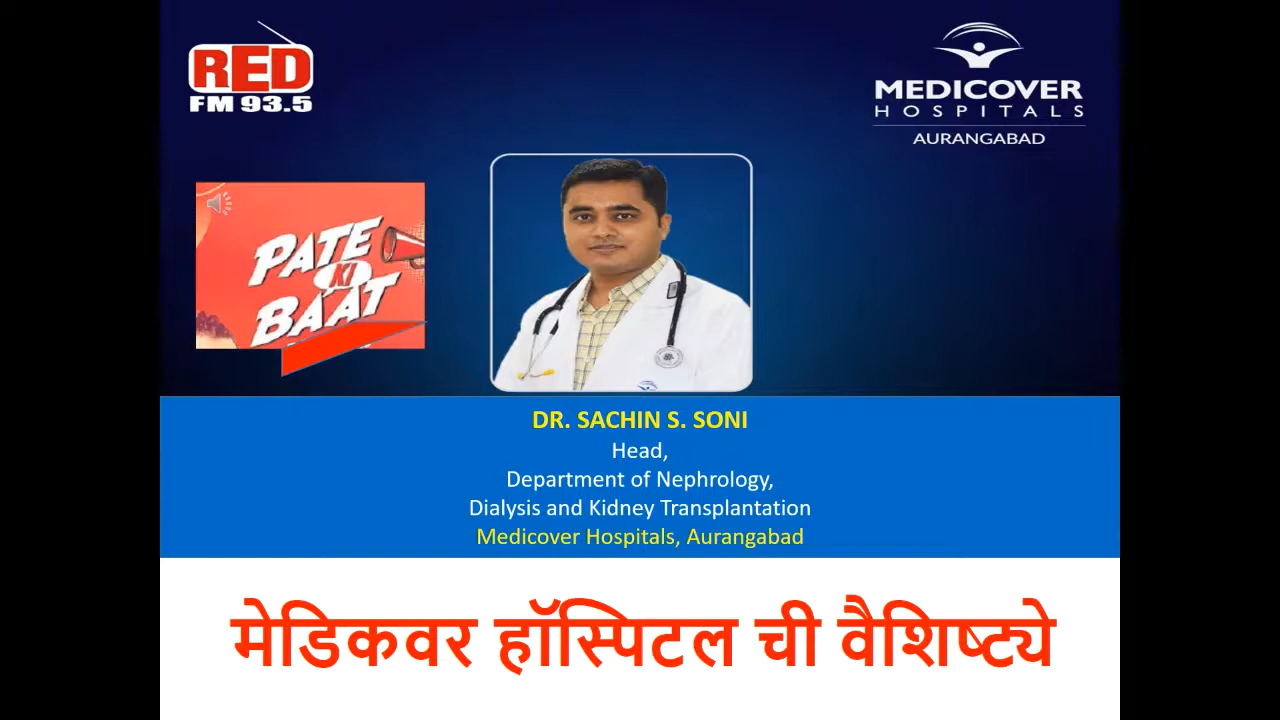 RED
FM 93.5
MEDICOVER
HOSPITALS
AURANGABAD
PATE
KI
BAAT
DR. SACHIN S. SONI
Head,
Department of Nephrology,
Dialysis and Kidney Transplantation
Medicover Hospitals, Aurangabad
मेडिकवर हॉस्पिटल ची वैशिष्ट्ये